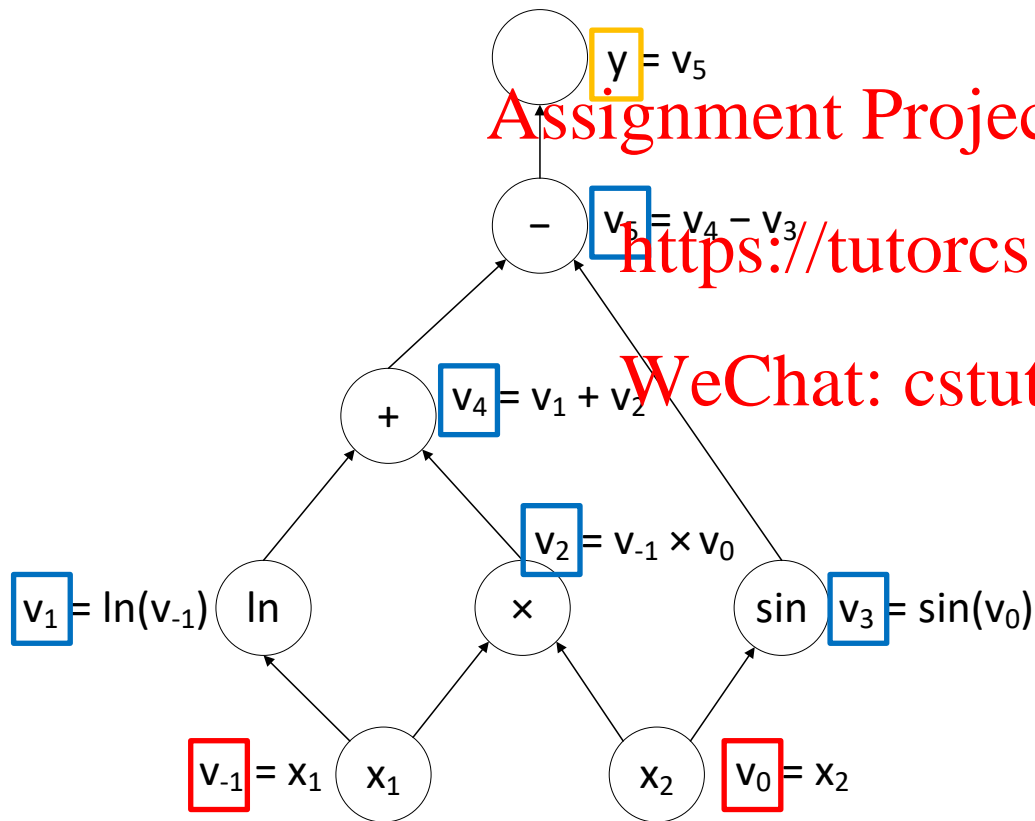 y = v₅
Assignment Projec
−
v₅ = v₄ − v₃
https://tutorcs
+
v₄ = v₁ + v₂
WeChat: cstut
v₂ = v₋₁ × v₀
v₁ = ln(v₋₁)
ln
×
sin
v₃ = sin(v₀)
v₋₁ = x₁
x₁
x₂
v₀ = x₂